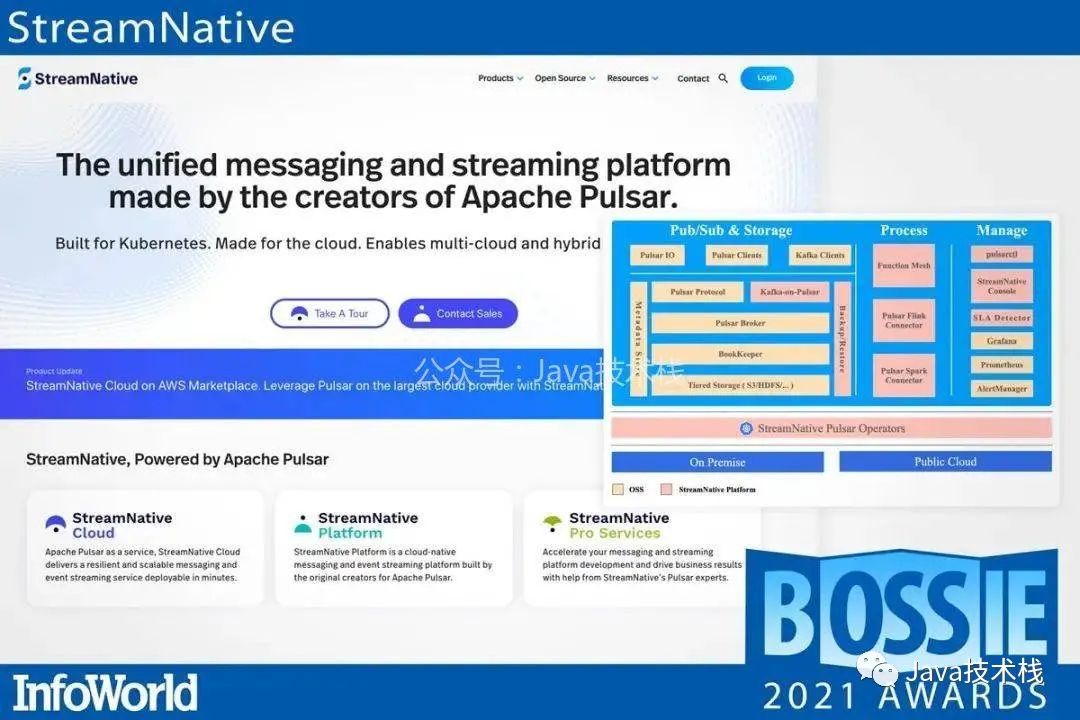 StreamNative
StreamNative
Products Open Source Resources Contact Login
The unified messaging and streaming platform
made by the creators of Apache Pulsar.
Built for Kubernetes. Made for the cloud. Enables multi-cloud and hybrid
Take A Tour
Contact Sales
Product Update
StreamNative Cloud on AWS Marketplace. Leverage Pulsar on the largest cloud provider with StreamNa
公众号：Java技术栈
Pub/Sub & Storage
Process
Manage
Pulsar IO
Pulsar Clients
Kafka Clients
Metadata Store
Pulsar Protocol
Kafka-on-Pulsar
Pulsar Broker
BookKeeper
Tiered Storage ( S3/HDFS/... )
Backup/Restore
Function Mesh
Pulsar Flink
Connector
Pulsar Spark
Connector
pulsarctl
StreamNative
Console
SLA Detector
Grafana
Prometheus
AlertManager
StreamNative Pulsar Operators
On Premise
Public Cloud
OSS
StreamNative Platform
StreamNative, Powered by Apache Pulsar
StreamNative
Cloud
Apache Pulsar as a service, StreamNative Cloud
delivers a resilient and scalable messaging and
event streaming service deployable in minutes.
StreamNative
Platform
StreamNative Platform is a cloud-native
messaging and event streaming platform built by
the original creators for Apache Pulsar.
StreamNative
Pro Services
Accelerate your messaging and streaming
platform development and drive business results
with help from StreamNative's Pulsar experts.
BOSSIE
2021 AWARDS
Java技术栈
InfoWorld